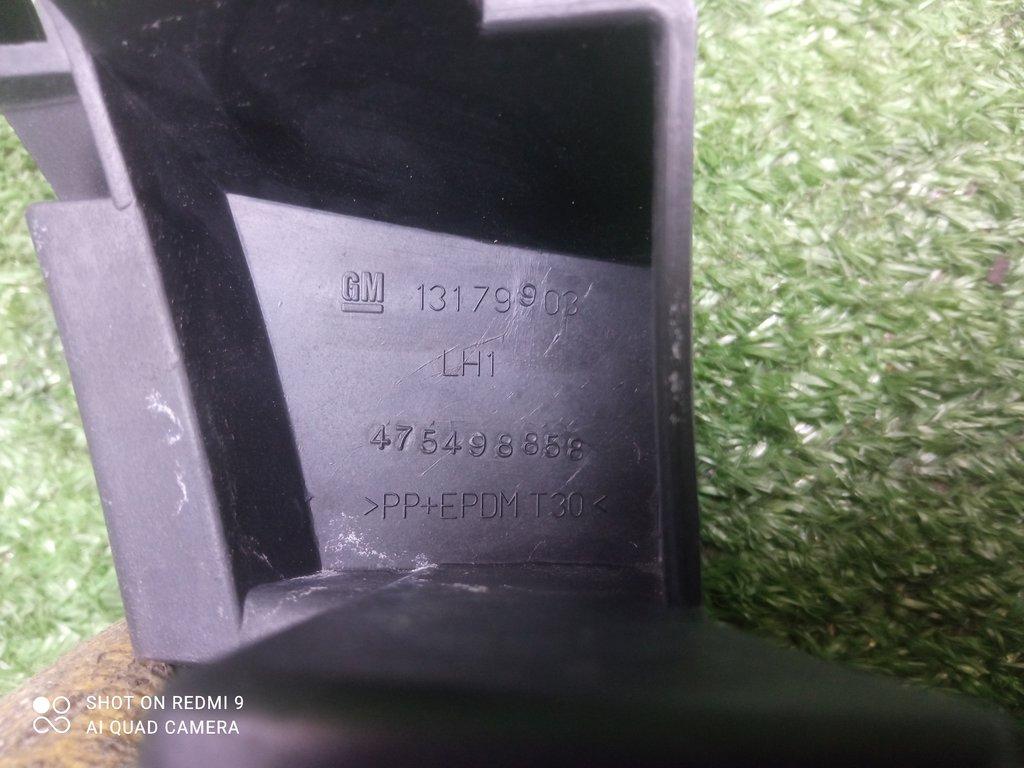 GM 13179903
LH1
475498858
>PP+EPDM T30<
SHOT ON REDMI 9
AI QUAD CAMERA